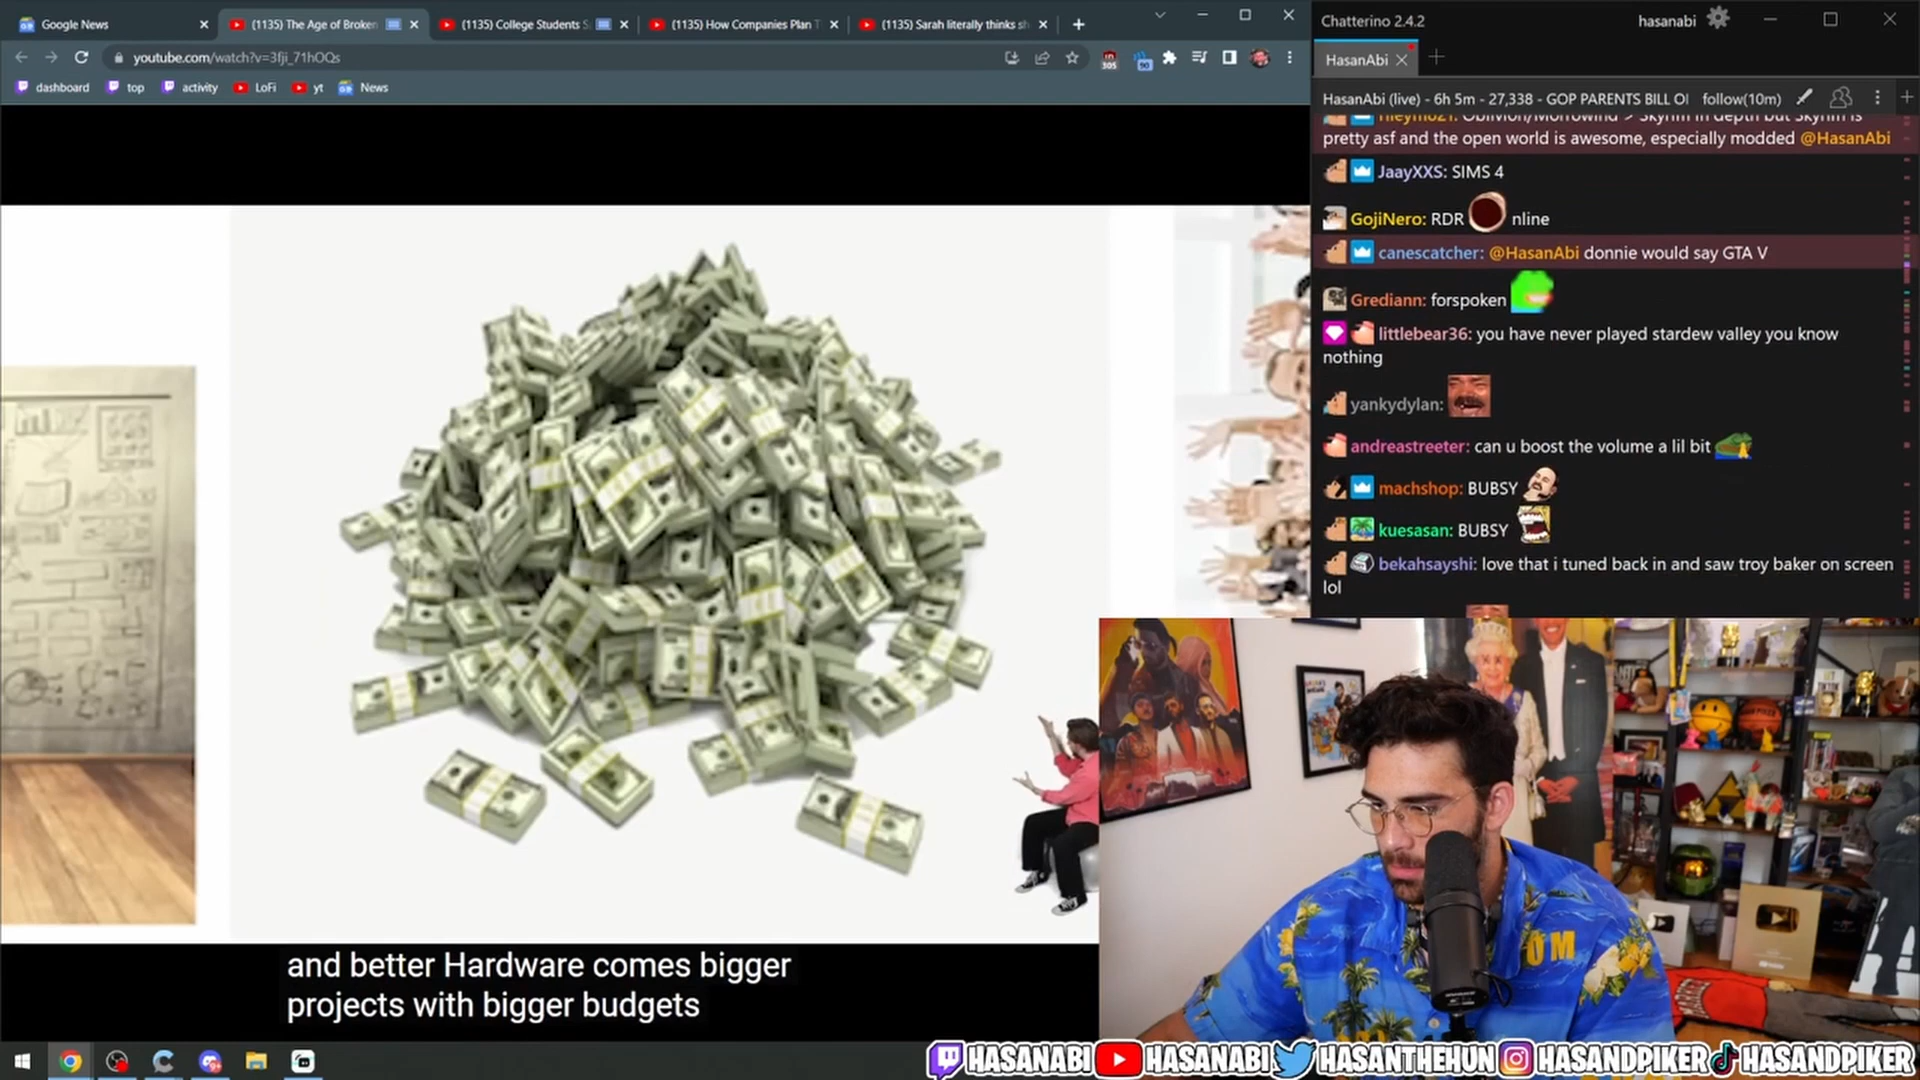 Google News
(1135) The Age of Broken
(1135) College Students S
(1135) How Companies Plan T
(1135) Sarah literally thinks sh
youtube.com/watch?v=3fji_71hOQs
305
90
dashboard
top
activity
LoFi
yt
News
and better Hardware comes bigger
projects with bigger budgets
Chatterino 2.4.2
hasanabi
HasanAbi
HasanAbi (live) - 6h 5m - 27,338 - GOP PARENTS BILL OI
follow(10m)
pretty asf and the open world is awesome, especially modded @HasanAbi
JaayXXS: SIMS 4
GojiNero: RDR nline
canescatcher: @HasanAbi donnie would say GTA V
Grediann: forspoken
littlebear36: you have never played stardew valley you know
nothing
yankydylan:
andreastreeter: can u boost the volume a lil bit
machshop: BUBSY
kuesasan: BUBSY
bekahsayshi: love that i tuned back in and saw troy baker on screen
lol
OM
HASANABI
HASANABI
HASANTHEHUN
HASANDPIKER
HASANDPIKER